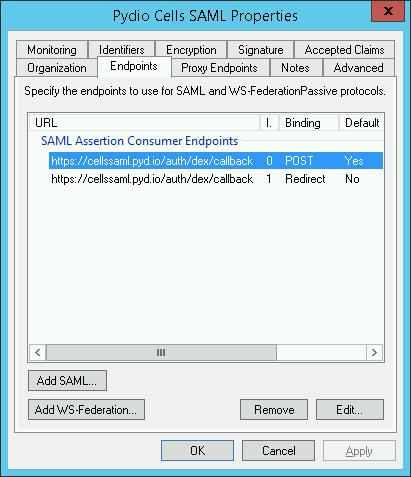 Pydio Cells SAML Properties
x
Monitoring Identifiers Encryption Signature Accepted Claims
Organization Endpoints Proxy Endpoints Notes Advanced
Specify the endpoints to use for SAML and WS-FederationPassive protocols.
URL I. Binding Default
SAML Assertion Consumer Endpoints
https://cellssaml.pyd.io/auth/dex/callback 0 POST Yes
https://cellssaml.pyd.io/auth/dex/callback 1 Redirect No
Add SAML...
Add WS-Federation... Remove Edit...
OK Cancel Apply